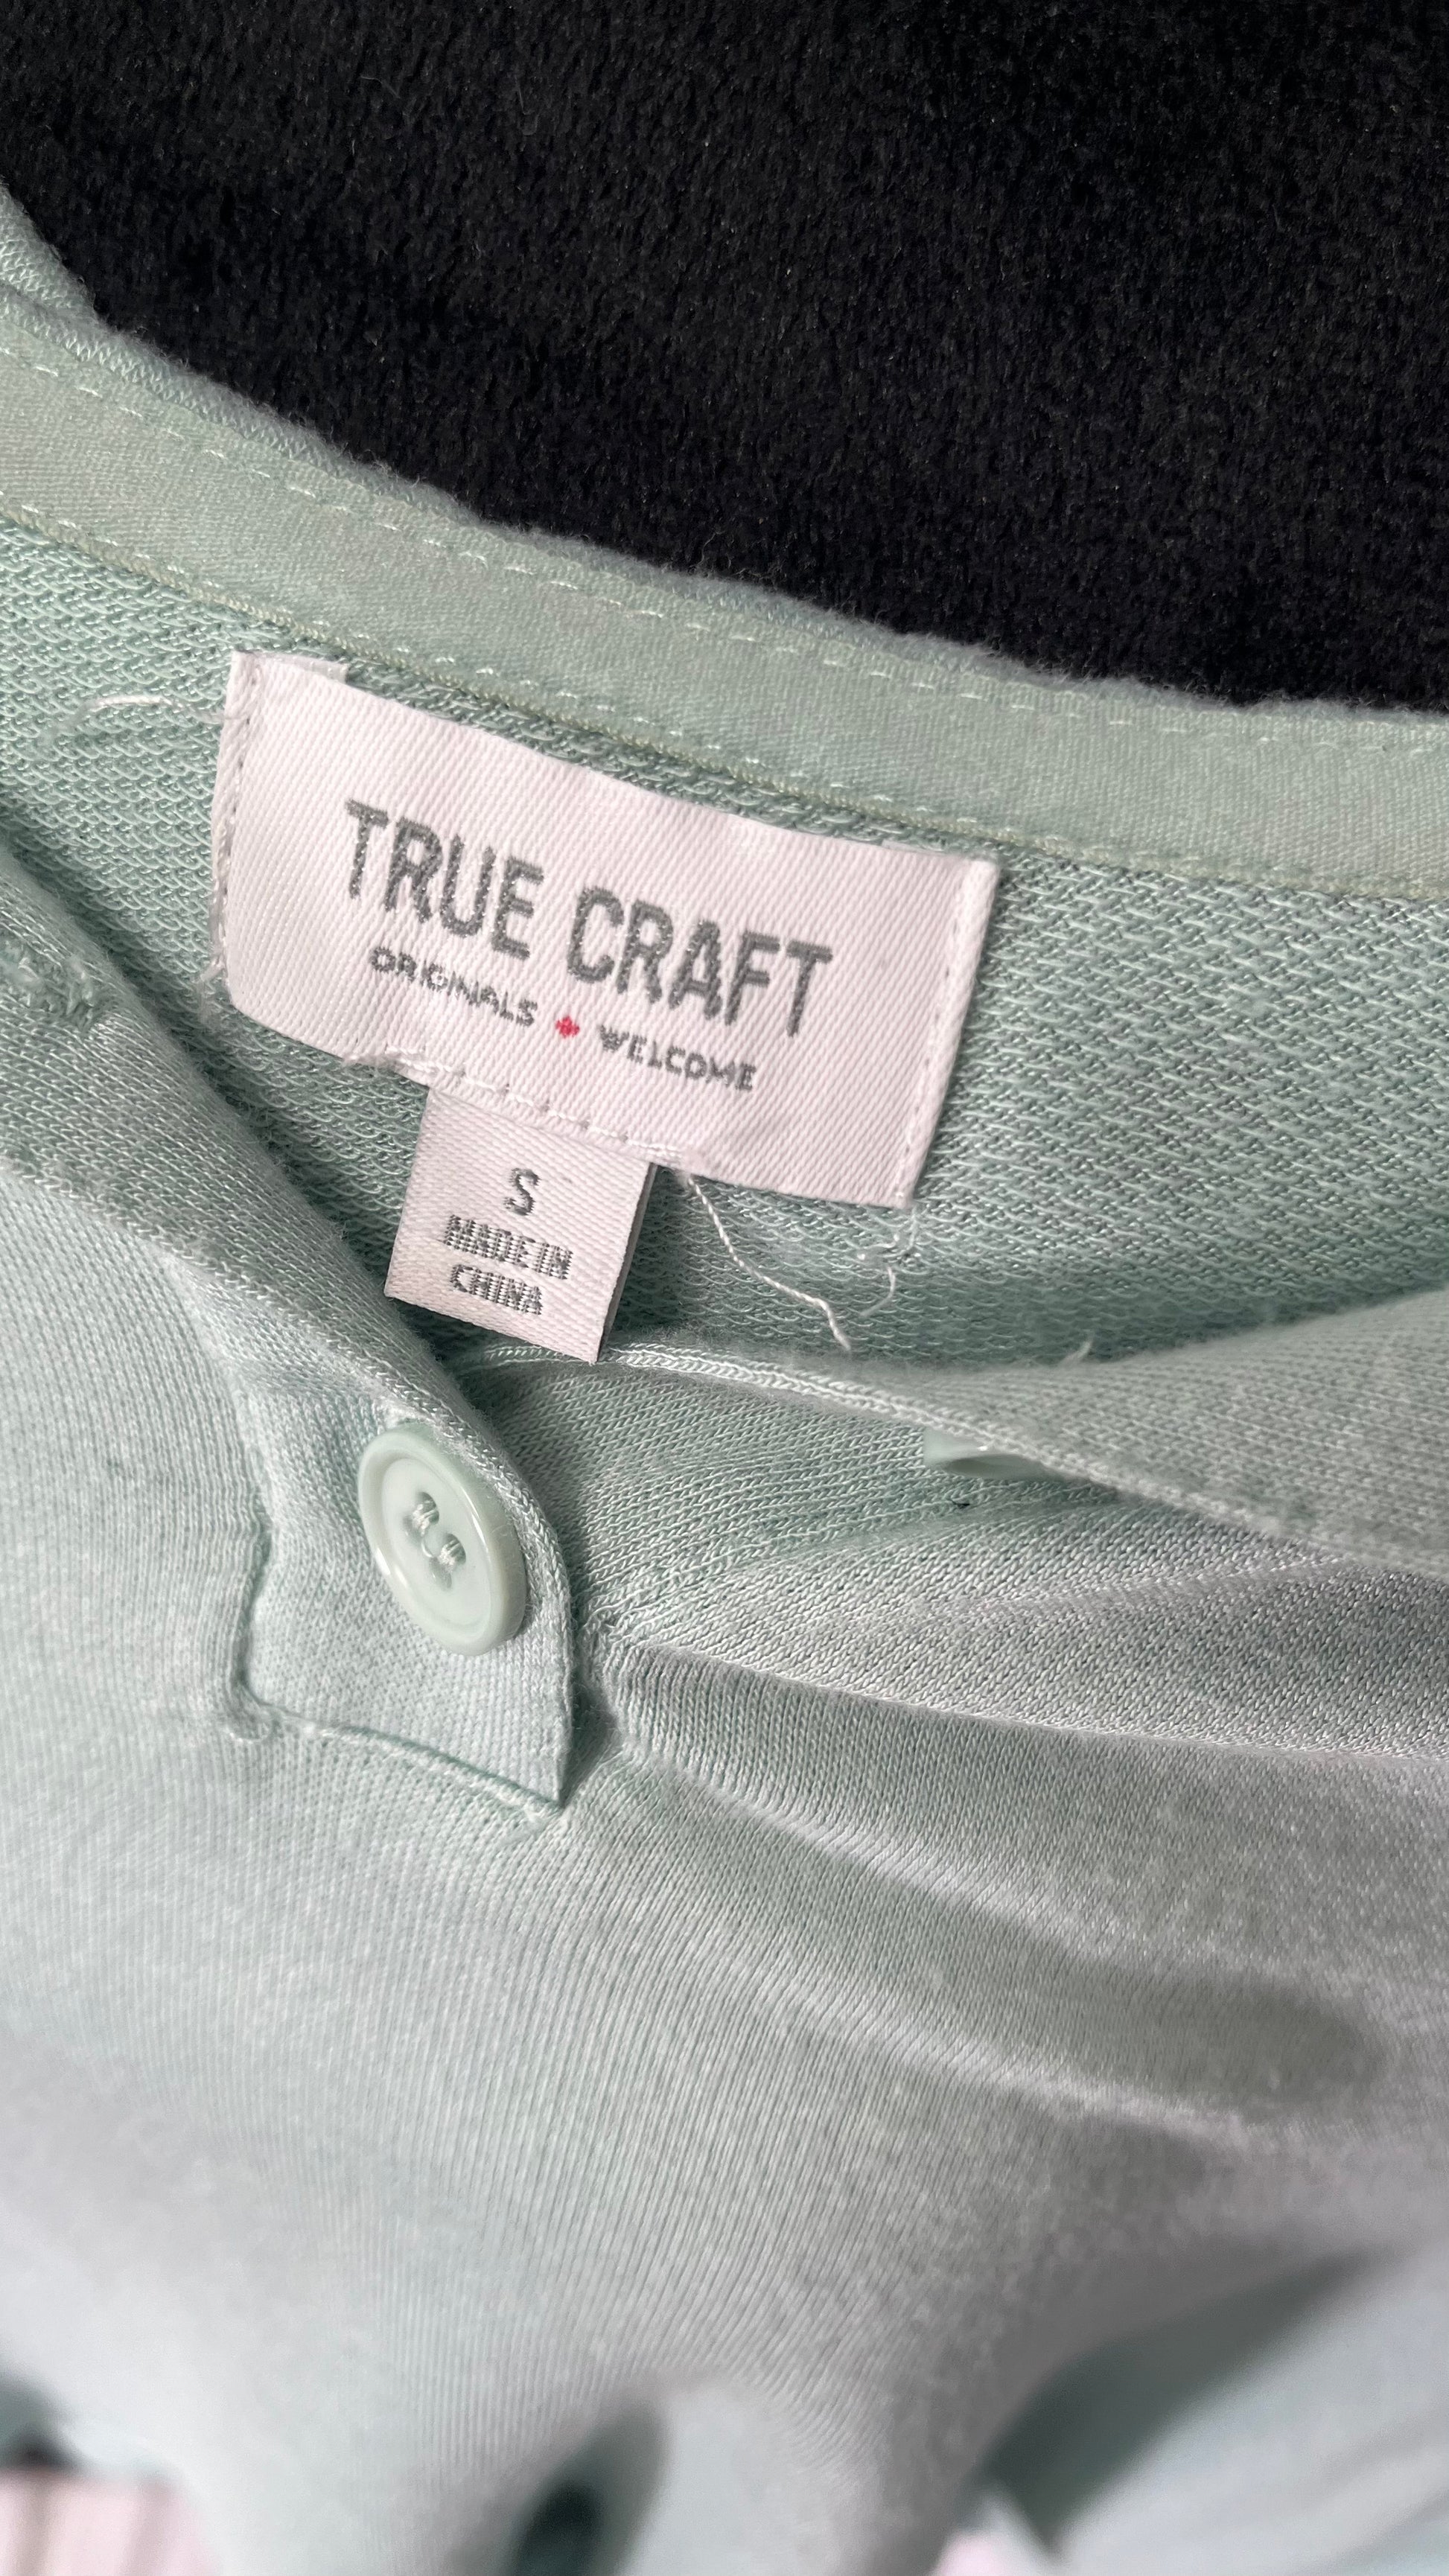 TRUE CRAFT
ORIGINALS WELCOME
S
MADE IN
CHINA